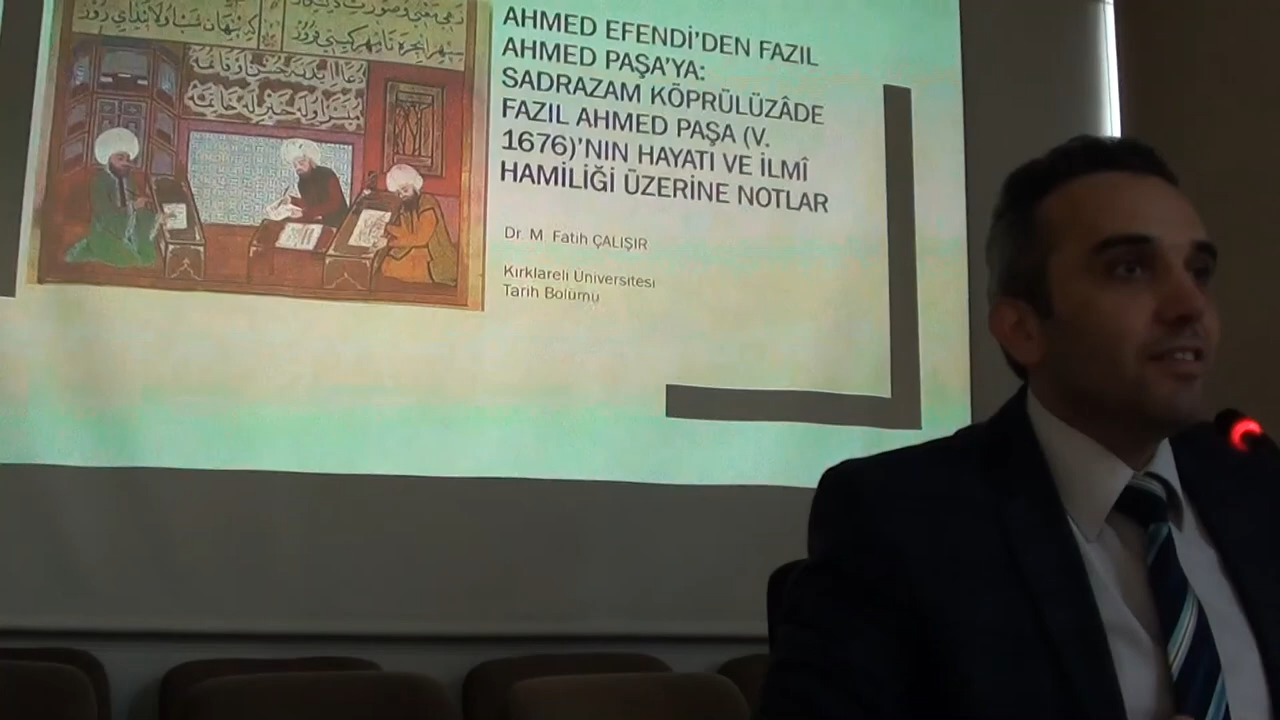 AHMED EFENDİ'DEN FAZIL
AHMED PAŞA'YA:
SADRAZAM KÖPRÜLÜZÂDE
FAZIL AHMED PAŞA (V.
1676)'NIN HAYATI VE İLMÎ
HAMİLİĞİ ÜZERİNE NOTLAR
Dr. M. Fatih ÇALIŞIR
Kırklareli Üniversitesi
Tarih Bölümü